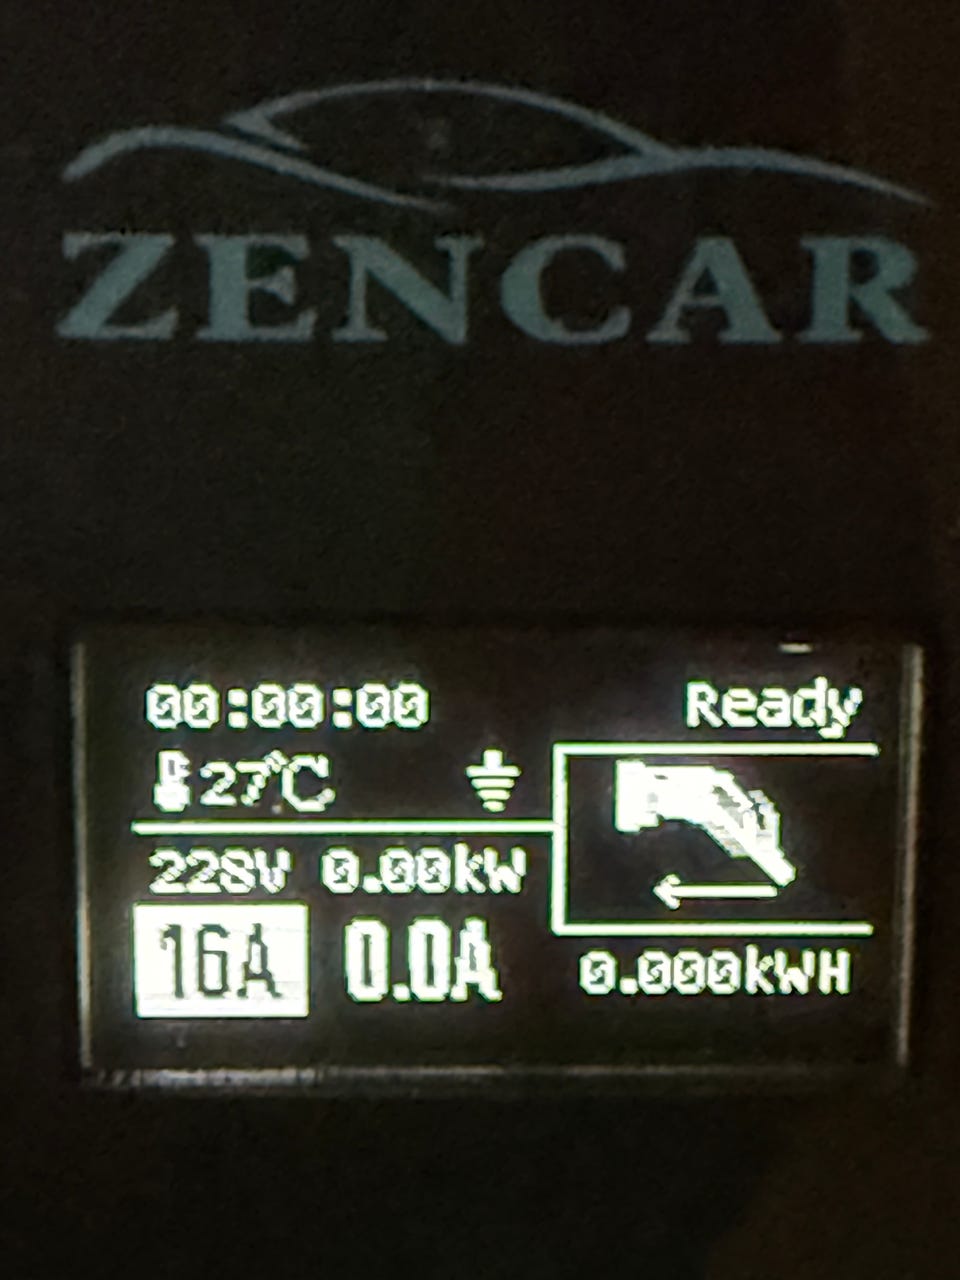 ZENCAR
00:00:00 Ready
27°C
228V 0.00kW
16A 0.0A 0.000kWH